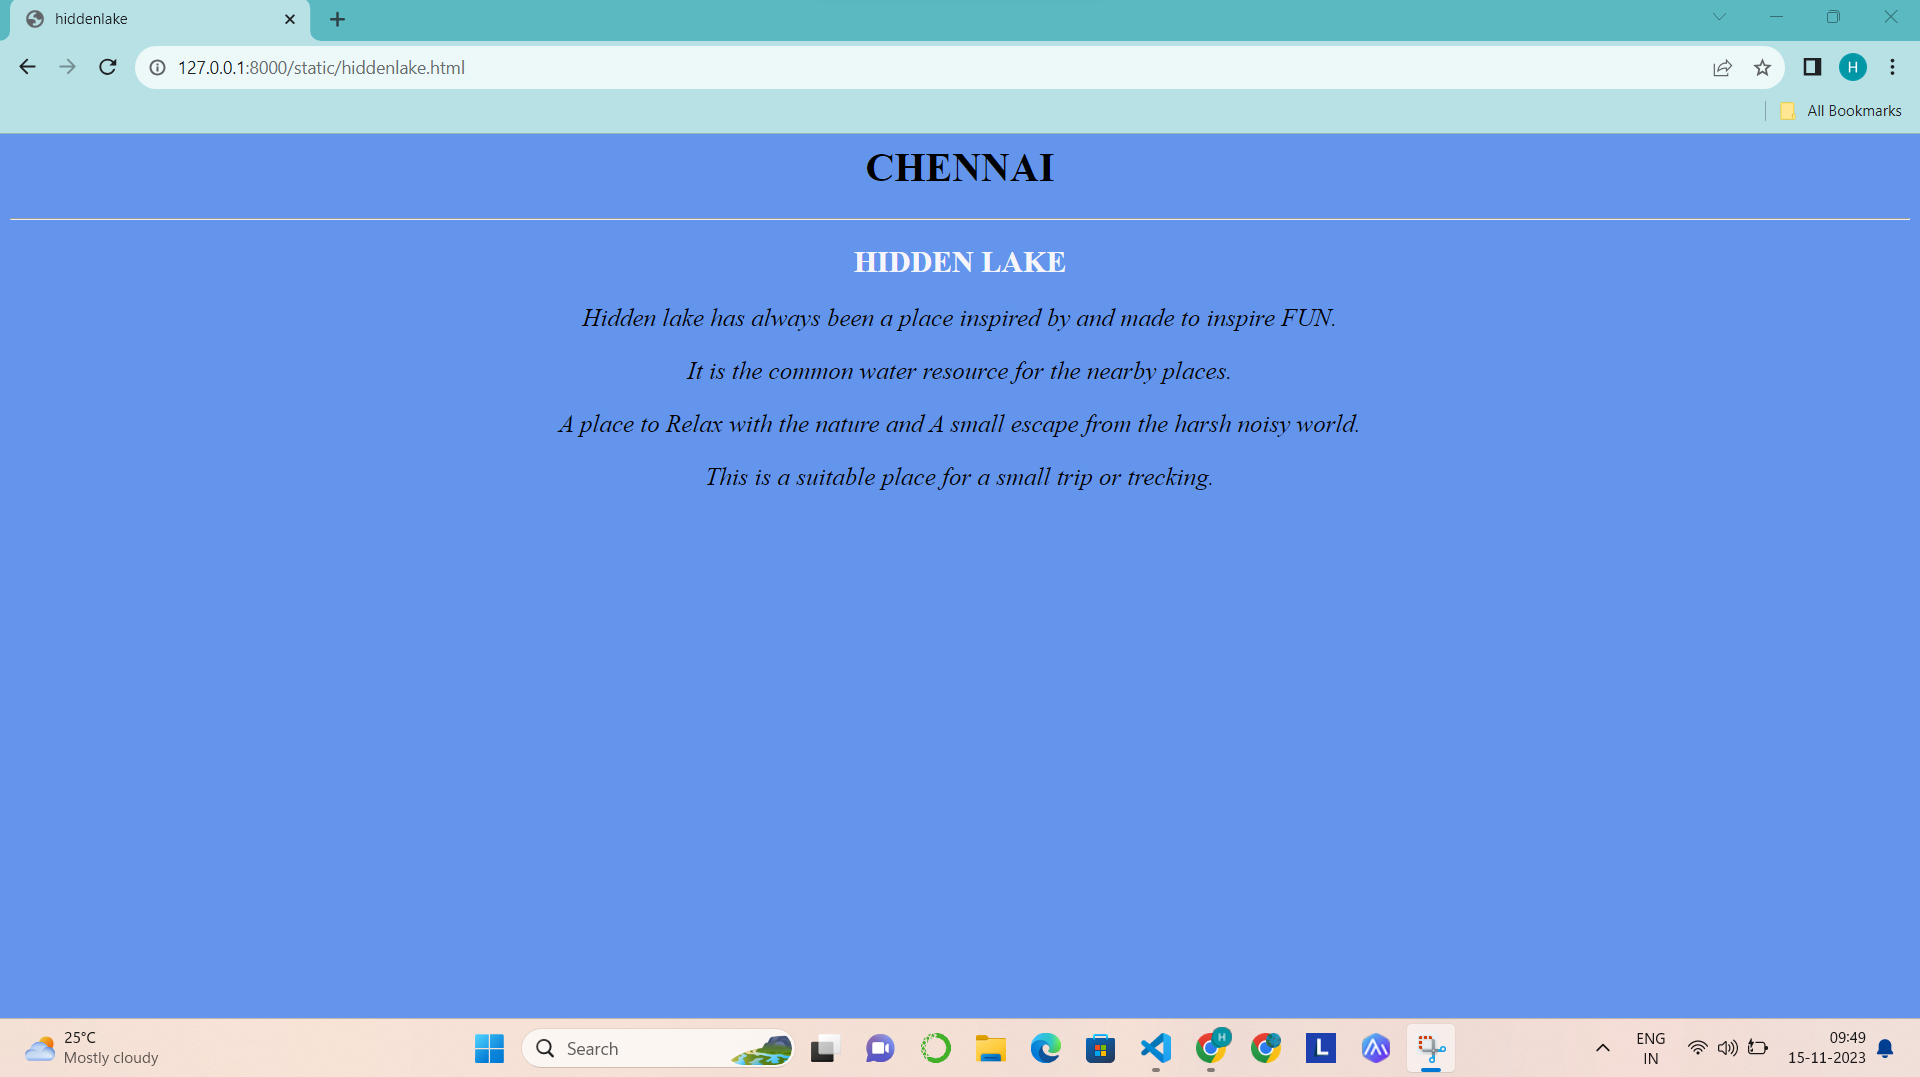 hiddenlake
127.0.0.1:8000/static/hiddenlake.html
H
All Bookmarks
CHENNAI
HIDDEN LAKE
Hidden lake has always been a place inspired by and made to inspire FUN.
It is the common water resource for the nearby places.
A place to Relax with the nature and A small escape from the harsh noisy world.
This is a suitable place for a small trip or trecking.
25°C
Mostly cloudy
Search
H
L
ENG
IN
09:49
15-11-2023